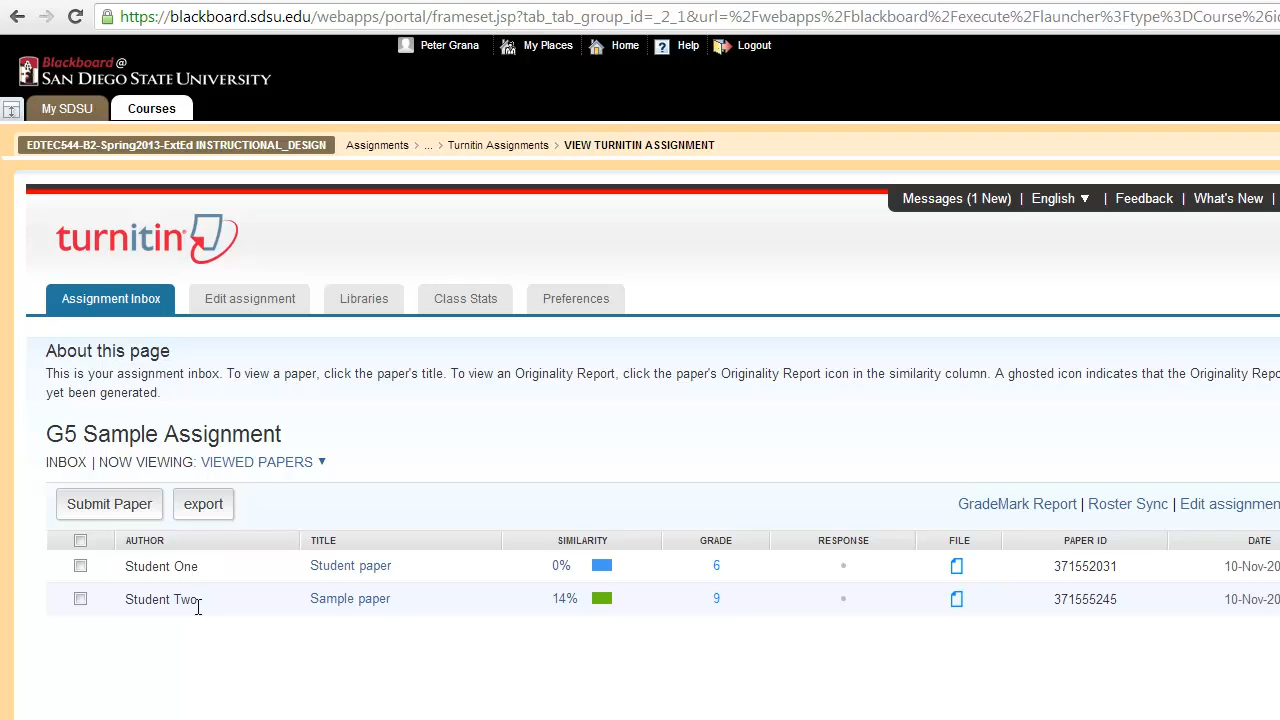 https://blackboard.sdsu.edu/webapps/portal/frameset.jsp?tab_tab_group_id=_2_1&url=%2Fwebapps%2Fblackboard%2Fexecute%2Flauncher%3Ftype%3DCourse%26i
Peter Grana My Places Home ? Help Logout
Blackboard @
SAN DIEGO STATE UNIVERSITY
My SDSU Courses
EDTEC544-B2-Spring2013-ExtEd INSTRUCTIONAL_DESIGN Assignments > ... > Turnitin Assignments > VIEW TURNITIN ASSIGNMENT
Messages (1 New) | English ▼ | Feedback | What's New |
turnitin
Assignment Inbox Edit assignment Libraries Class Stats Preferences
About this page
This is your assignment inbox. To view a paper, click the paper's title. To view an Originality Report, click the paper's Originality Report icon in the similarity column. A ghosted icon indicates that the Originality Repo
yet been generated.
G5 Sample Assignment
INBOX | NOW VIEWING: VIEWED PAPERS ▼
Submit Paper export GradeMark Report | Roster Sync | Edit assignmen
AUTHOR TITLE SIMILARITY GRADE RESPONSE FILE PAPER ID DATE
Student One Student paper 0% 6 371552031 10-Nov-20
Student Two Sample paper 14% 9 371555245 10-Nov-20